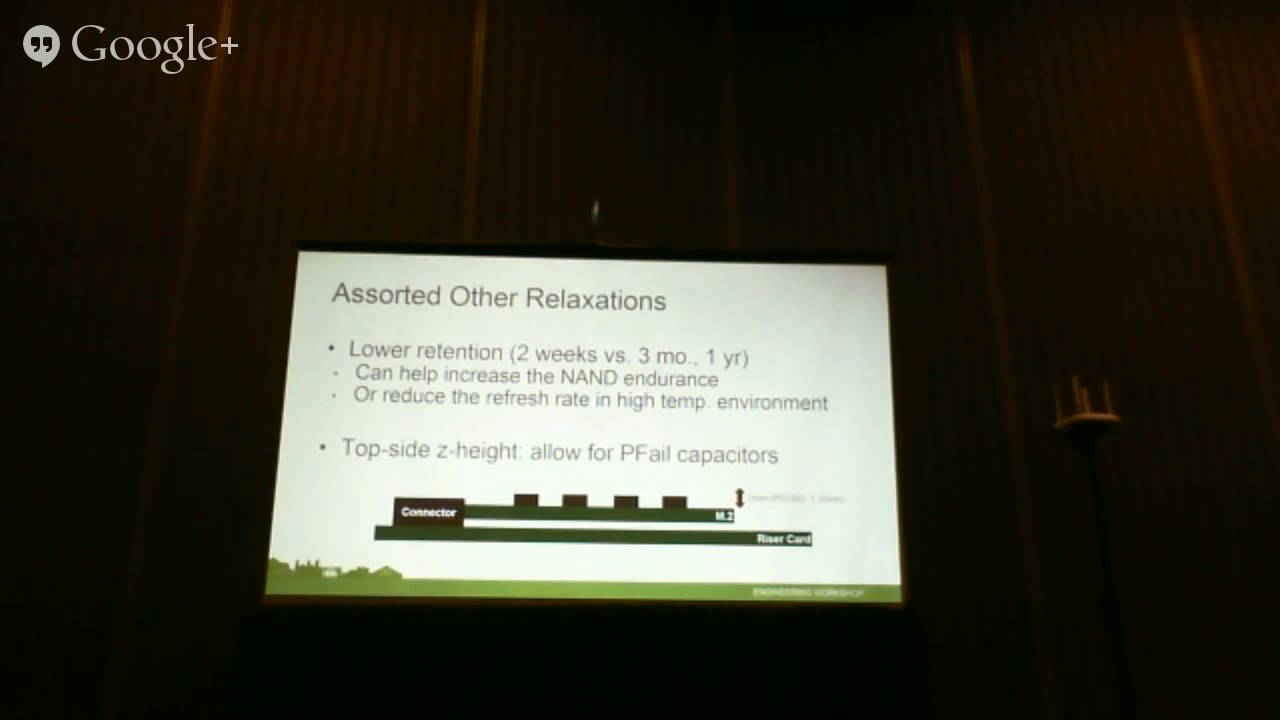 Google+
Assorted Other Relaxations
• Lower retention (2 weeks vs. 3 mo., 1 yr)
- Can help increase the NAND endurance
- Or reduce the refresh rate in high temp. environment
• Top-side z-height: allow for PFail capacitors
Connector
M.2
Riser Card
ENGINEERING WORKSHOP